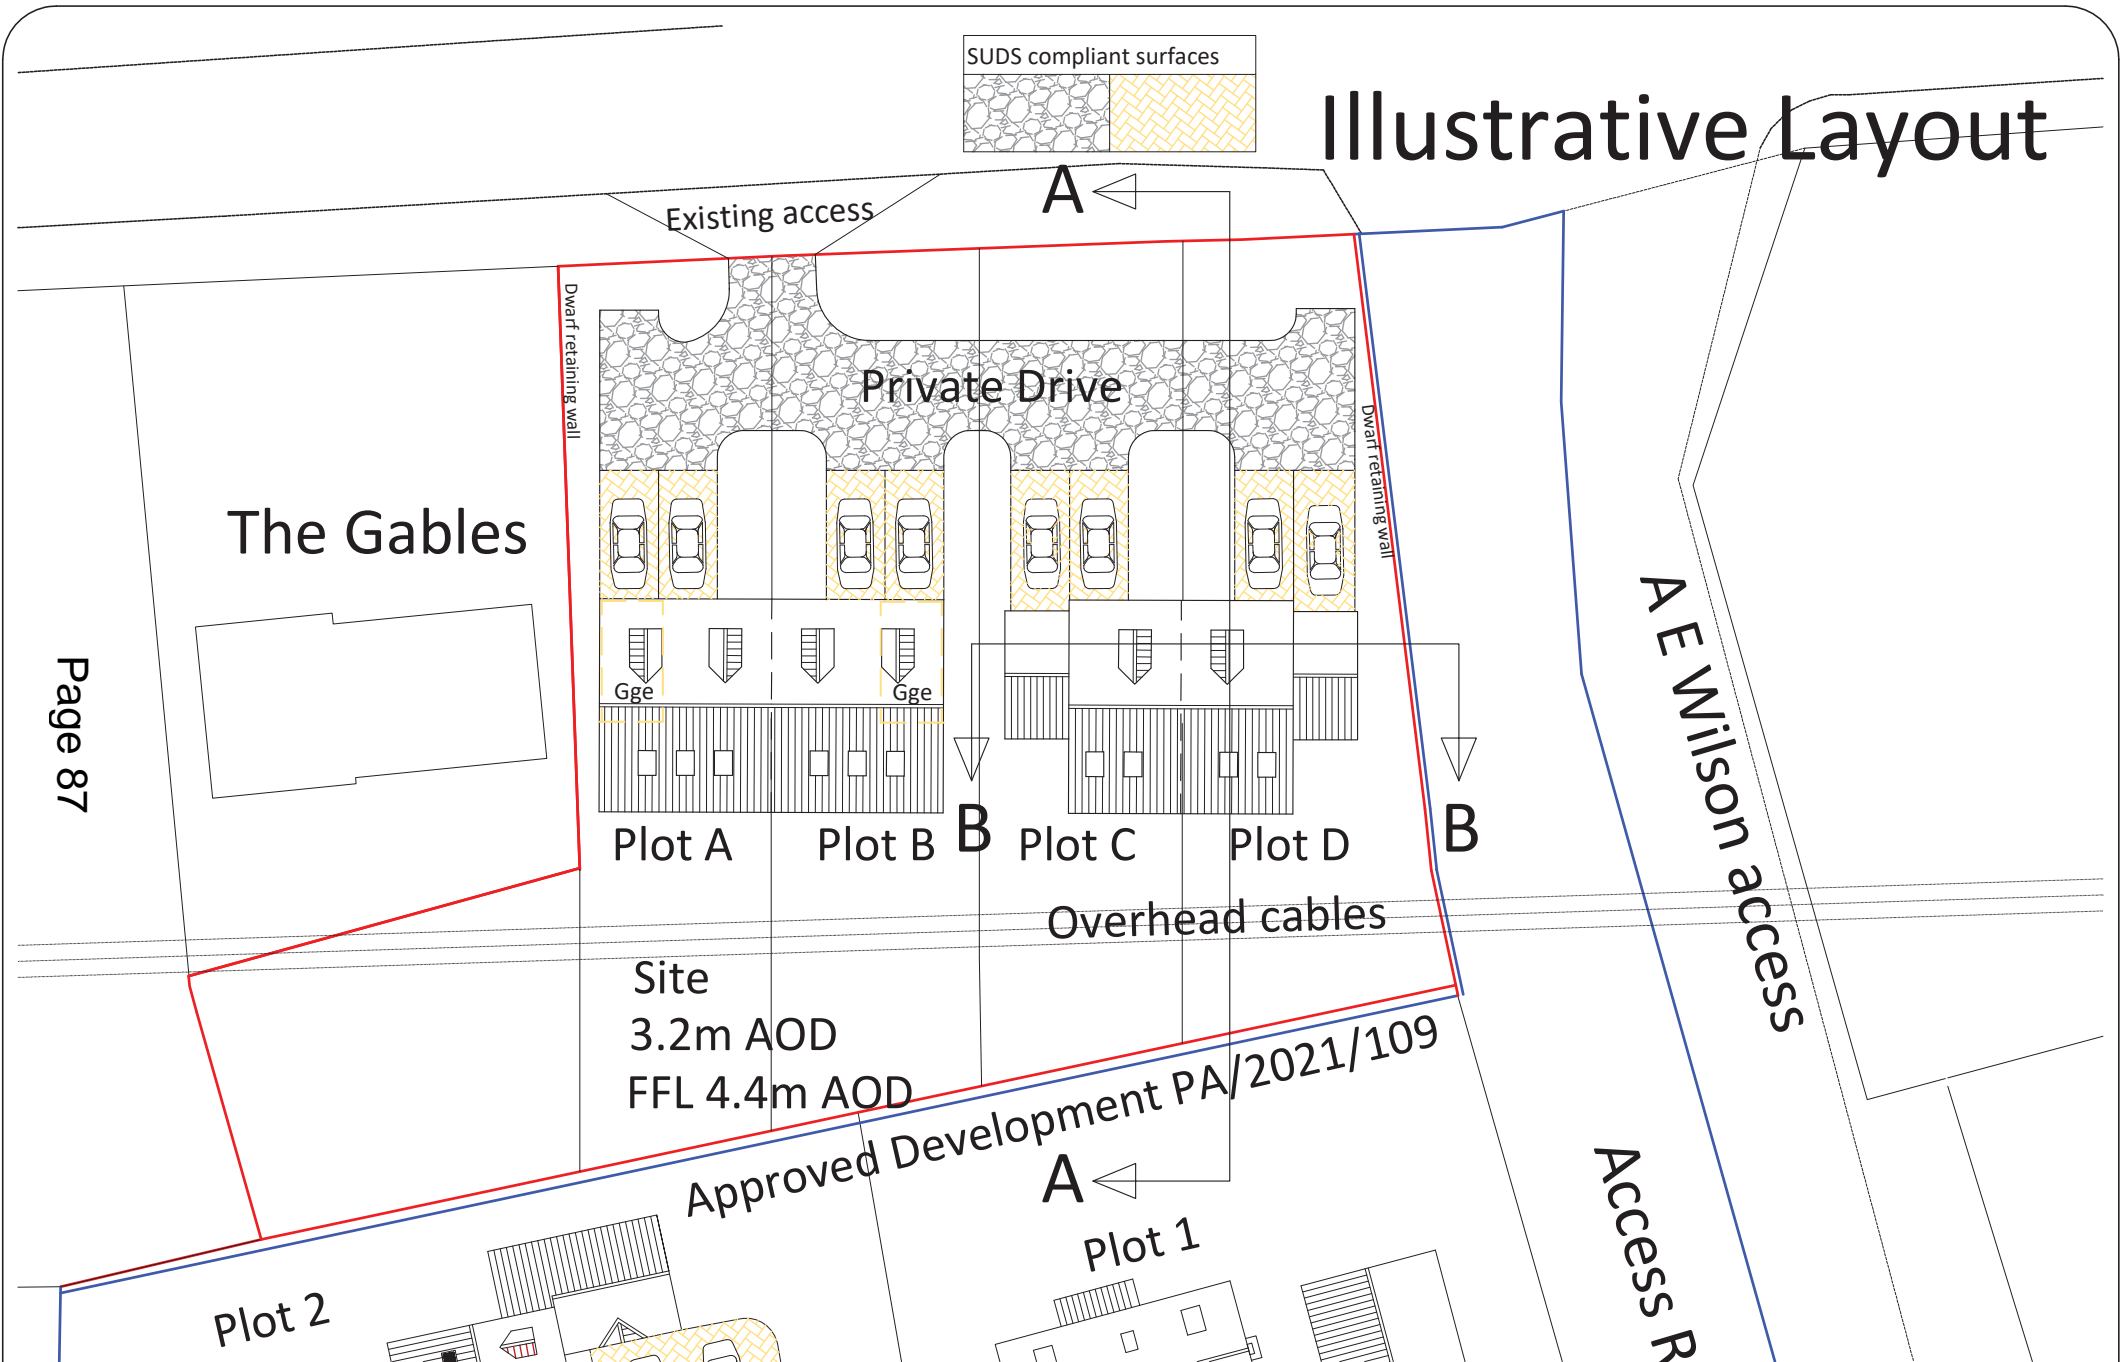 SUDS compliant surfaces
Illustrative Layout
A
Existing access
Dwarf retaining wall
Private Drive
Dwarf retaining wall
The Gables
A E Wilson access
Page 87
Gge
Gge
B
B
Plot A
Plot B
Plot C
Plot D
Overhead cables
Site
3.2m AOD
FFL 4.4m AOD
Approved Development PA/2021/109
A
Plot 1
Plot 2
Access R